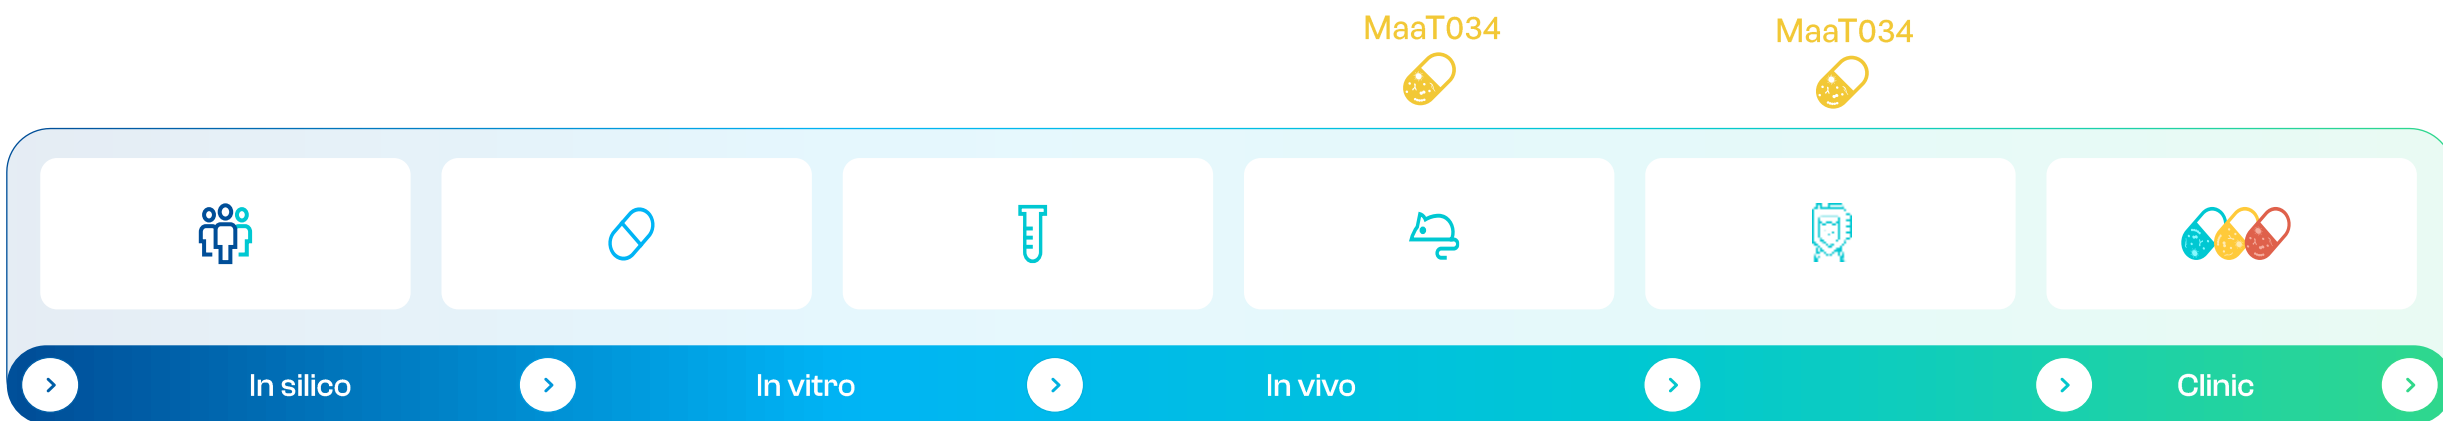 MaaT034
MaaT034
In silico
In vitro
In vivo
Clinic